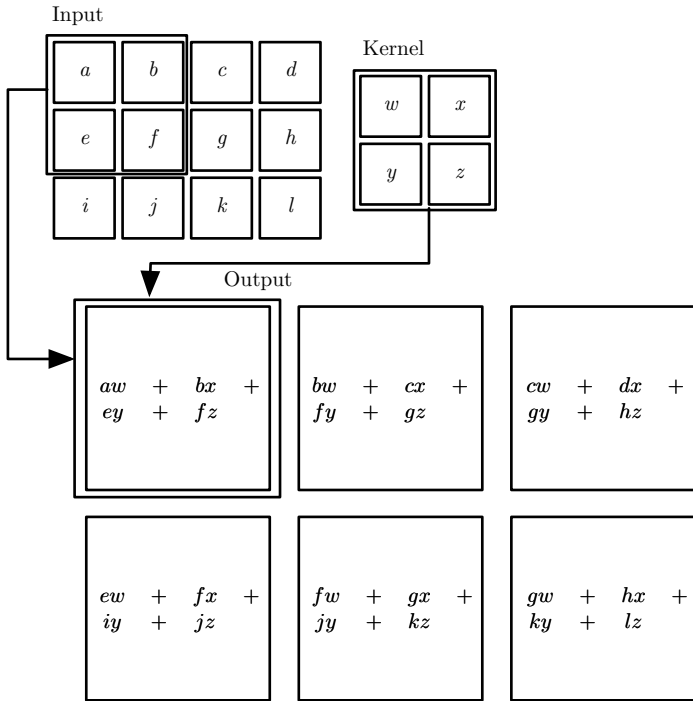 Input
Kernel
a b c d
w x
e f g h
y z
i j k l
Output
aw + bx +
ey + fz
bw + cx +
fy + gz
cw + dx +
gy + hz
ew + fx +
iy + jz
fw + gx +
jy + kz
gw + hx +
ky + lz